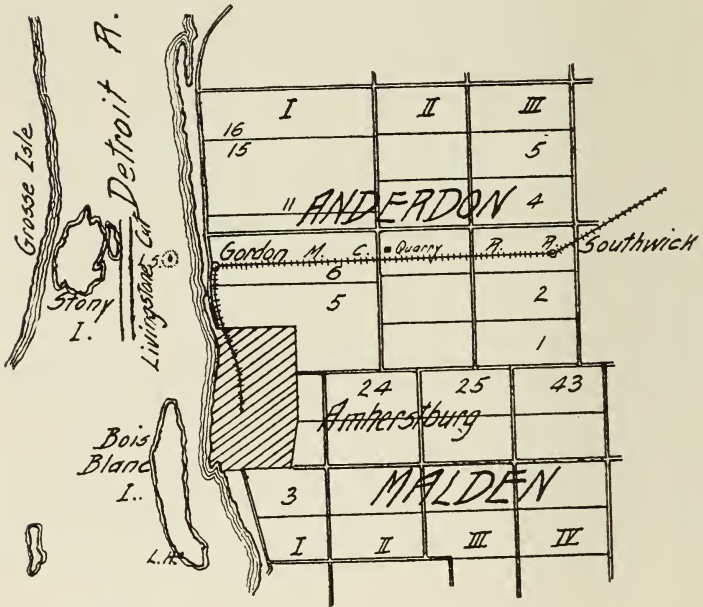 Grosse Isle
Detroit R.
Stony
I.
Livingstone Cut
L.S.
Bois
Blanc
I..
L.H.
I II III
16
15 5
11 ANDERDON 4
Gordon M. C. Quarry R. R. Southwick
6
5 2
1
24 25 43
Amherstburg
3 MALDEN
I II III IV